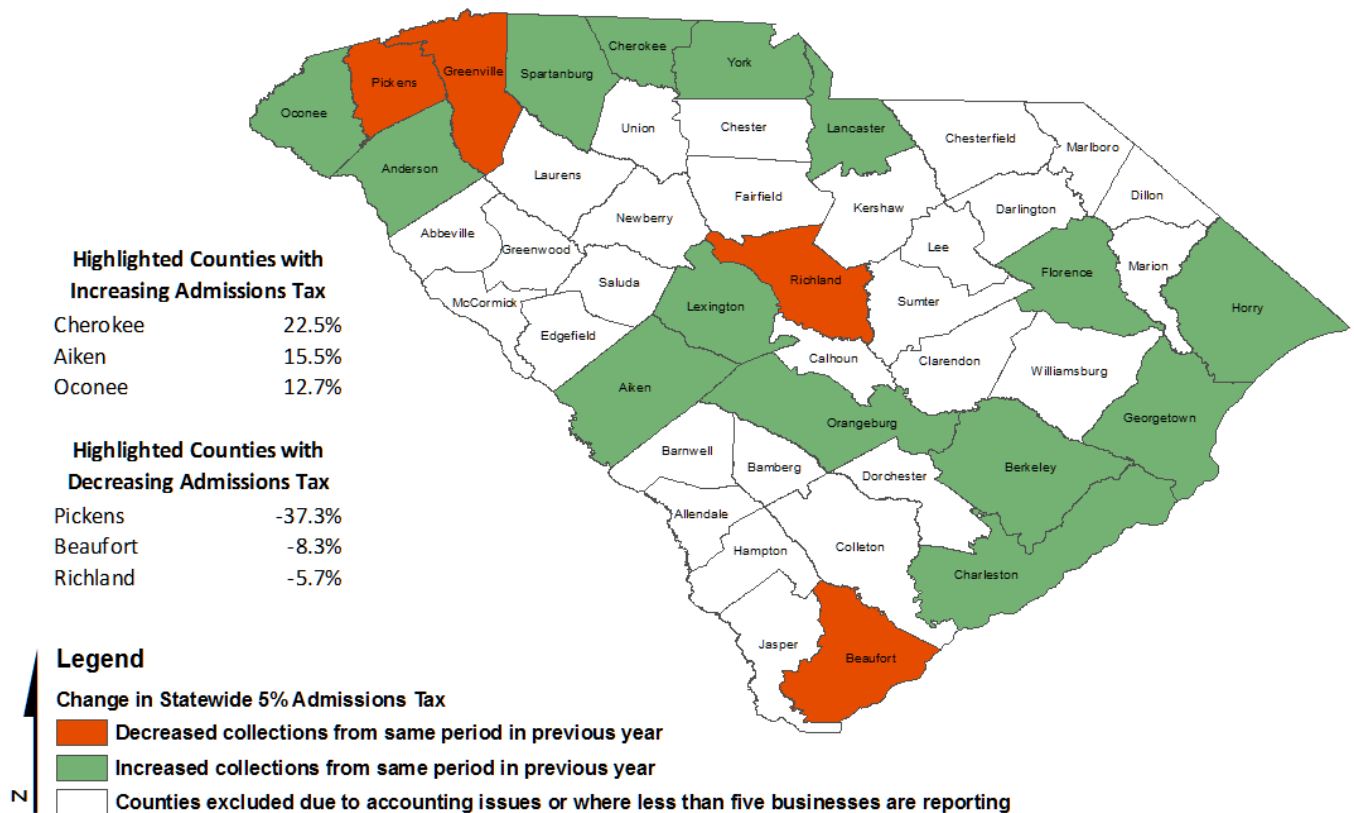 Cherokee
York
Greenville
Spartanburg
Pickens
Oconee
Union
Chester
Lancaster
Chesterfield
Marlboro
Anderson
Laurens
Fairfield
Kershaw
Darlington
Dillon
Newberry
Abbeville
Greenwood
Lee
Florence
Marion
Richland
Saluda
McCormick
Lexington
Sumter
Horry
Edgefield
Calhoun
Clarendon
Williamsburg
Aiken
Orangeburg
Georgetown
Barnwell
Bamberg
Dorchester
Berkeley
Allendale
Hampton
Colleton
Charleston
Jasper
Beaufort
Highlighted Counties with
Increasing Admissions Tax
Cherokee 22.5%
Aiken 15.5%
Oconee 12.7%
Highlighted Counties with
Decreasing Admissions Tax
Pickens -37.3%
Beaufort -8.3%
Richland -5.7%
Legend
Change in Statewide 5% Admissions Tax
Decreased collections from same period in previous year
Increased collections from same period in previous year
Counties excluded due to accounting issues or where less than five businesses are reporting
N